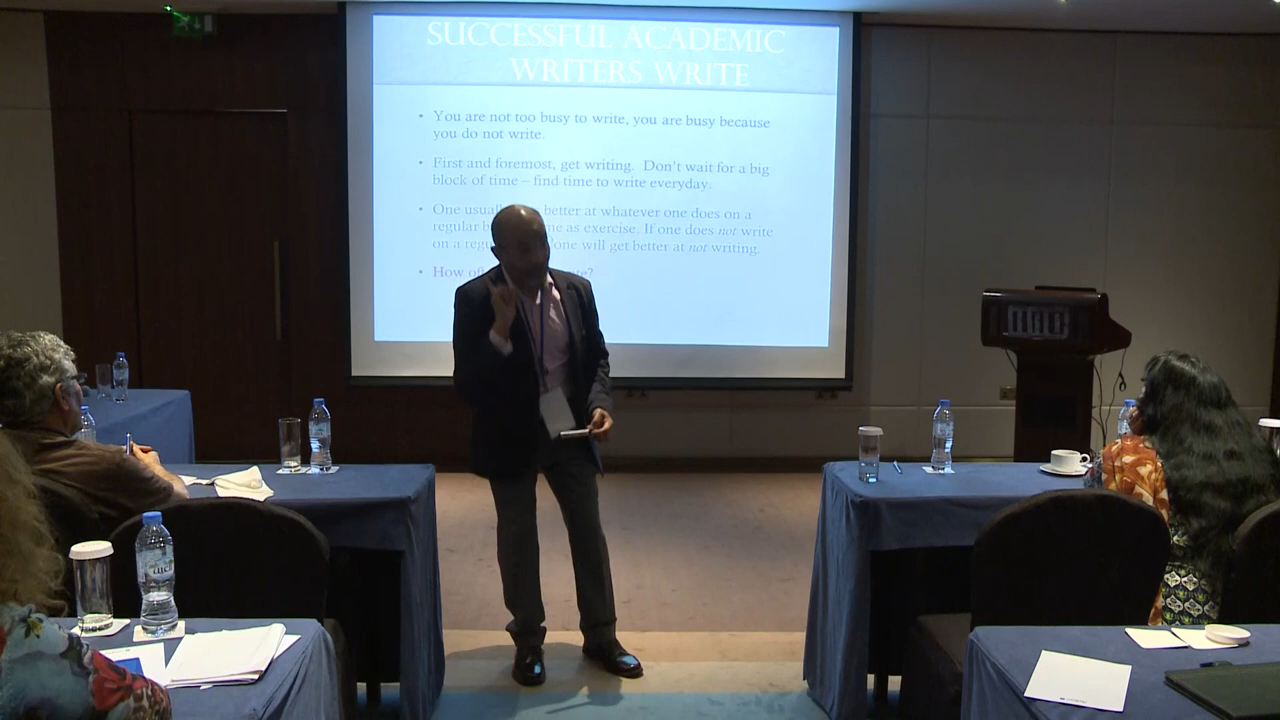 SUCCESSFUL ACADEMIC
WRITERS WRITE
• You are not too busy to write, you are busy because
you do not write.
• First and foremost, get writing. Don't wait for a big
block of time – find time to write everyday.
• One better at whatever one does on a
regular as exercise. If one does not write
on a one will get better at not writing.
• How